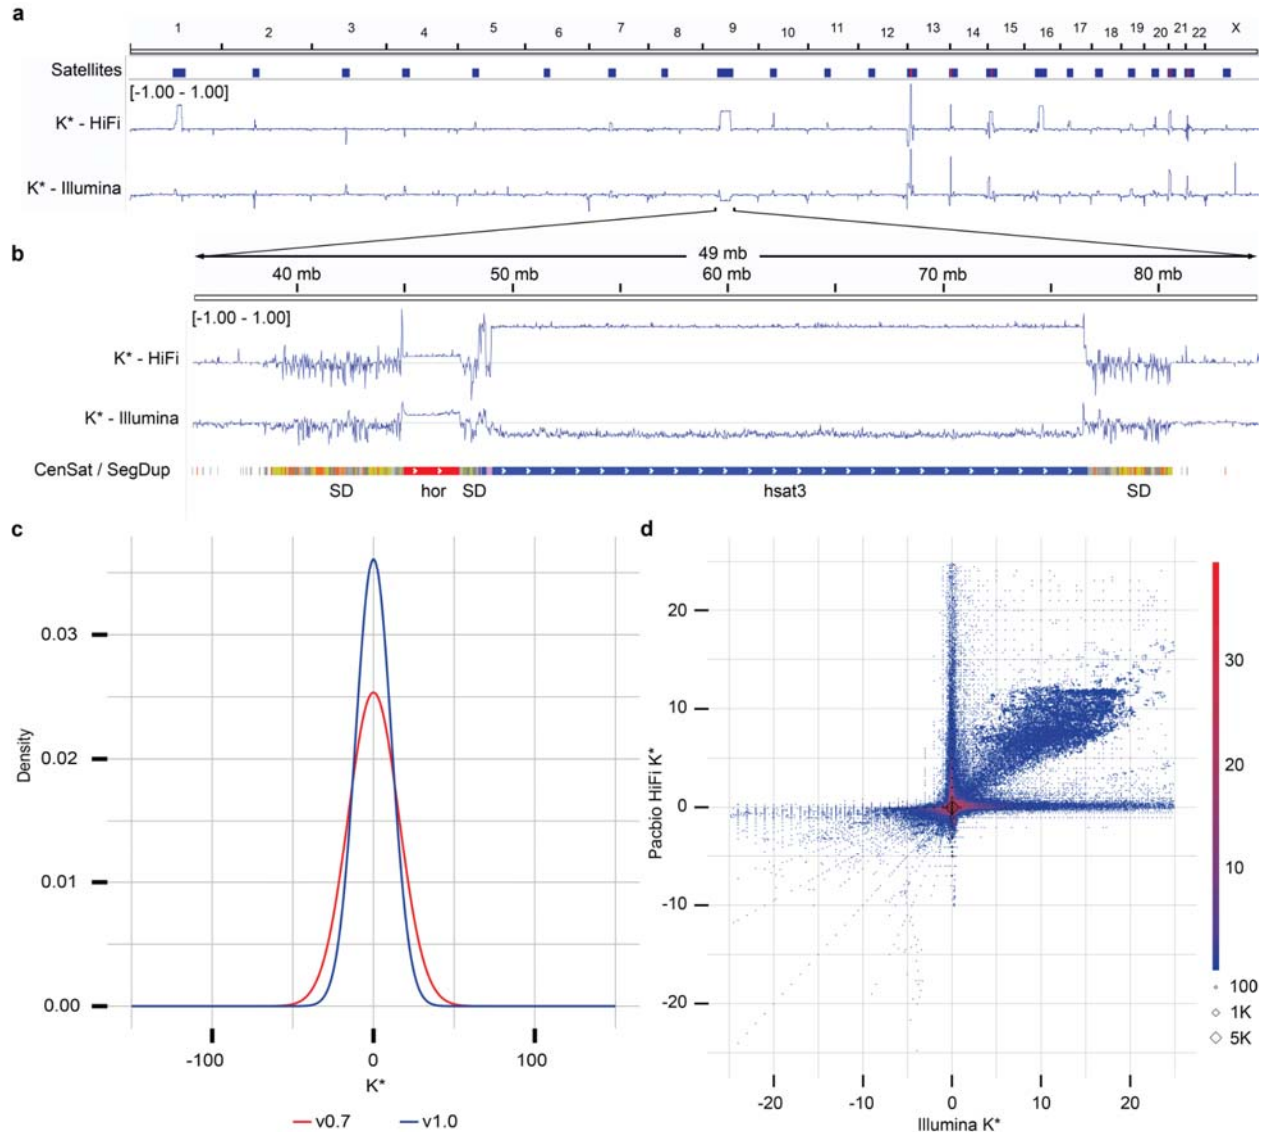 a
1 2 3 4 5 6 7 8 9 10 11 12 13 14 15 16 17 18 19 20 21 22 X
Satellites
[-1.00 - 1.00]
K* - HiFi
K* - Illumina
b
49 mb
40 mb 50 mb 60 mb 70 mb 80 mb
[-1.00 - 1.00]
K* - HiFi
K* - Illumina
CenSat / SegDup
SD hor SD hsat3 SD
c
Density
0.03
0.02
0.01
0.00
-100 0 100
K*
v0.7 v1.0
d
Pacbio HiFi K*
20
10
0
-10
-20
-20 -10 0 10 20
Illumina K*
30
20
10
100
1K
5K